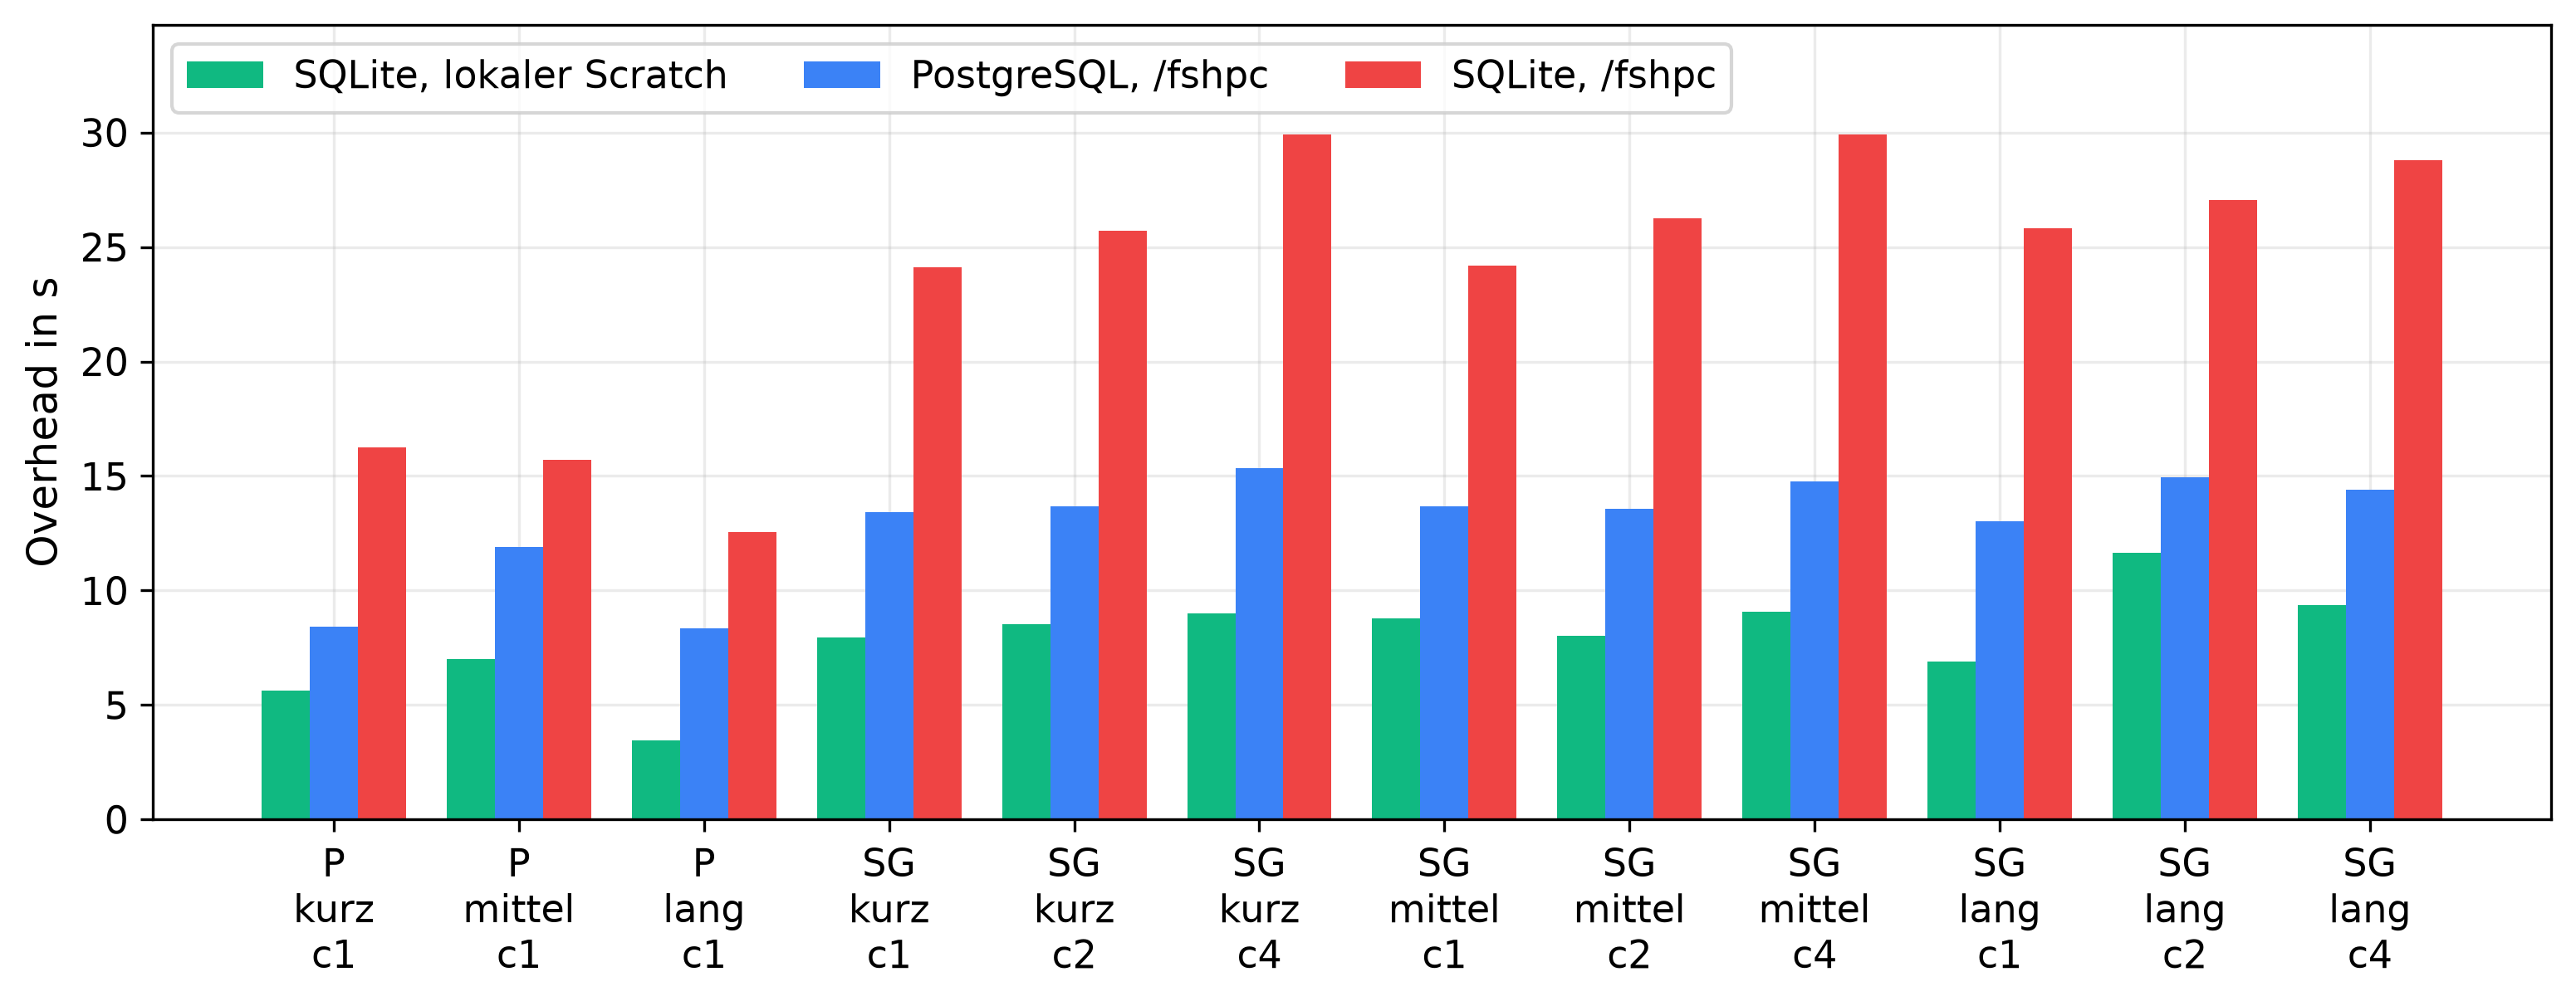 SQLite, lokaler Scratch PostgreSQL, /fshpc SQLite, /fshpc
Overhead in s
30
25
20
15
10
5
0
P P P SG SG SG SG SG SG SG SG SG
kurz mittel lang kurz kurz kurz mittel mittel mittel lang lang lang
c1 c1 c1 c1 c2 c4 c1 c2 c4 c1 c2 c4